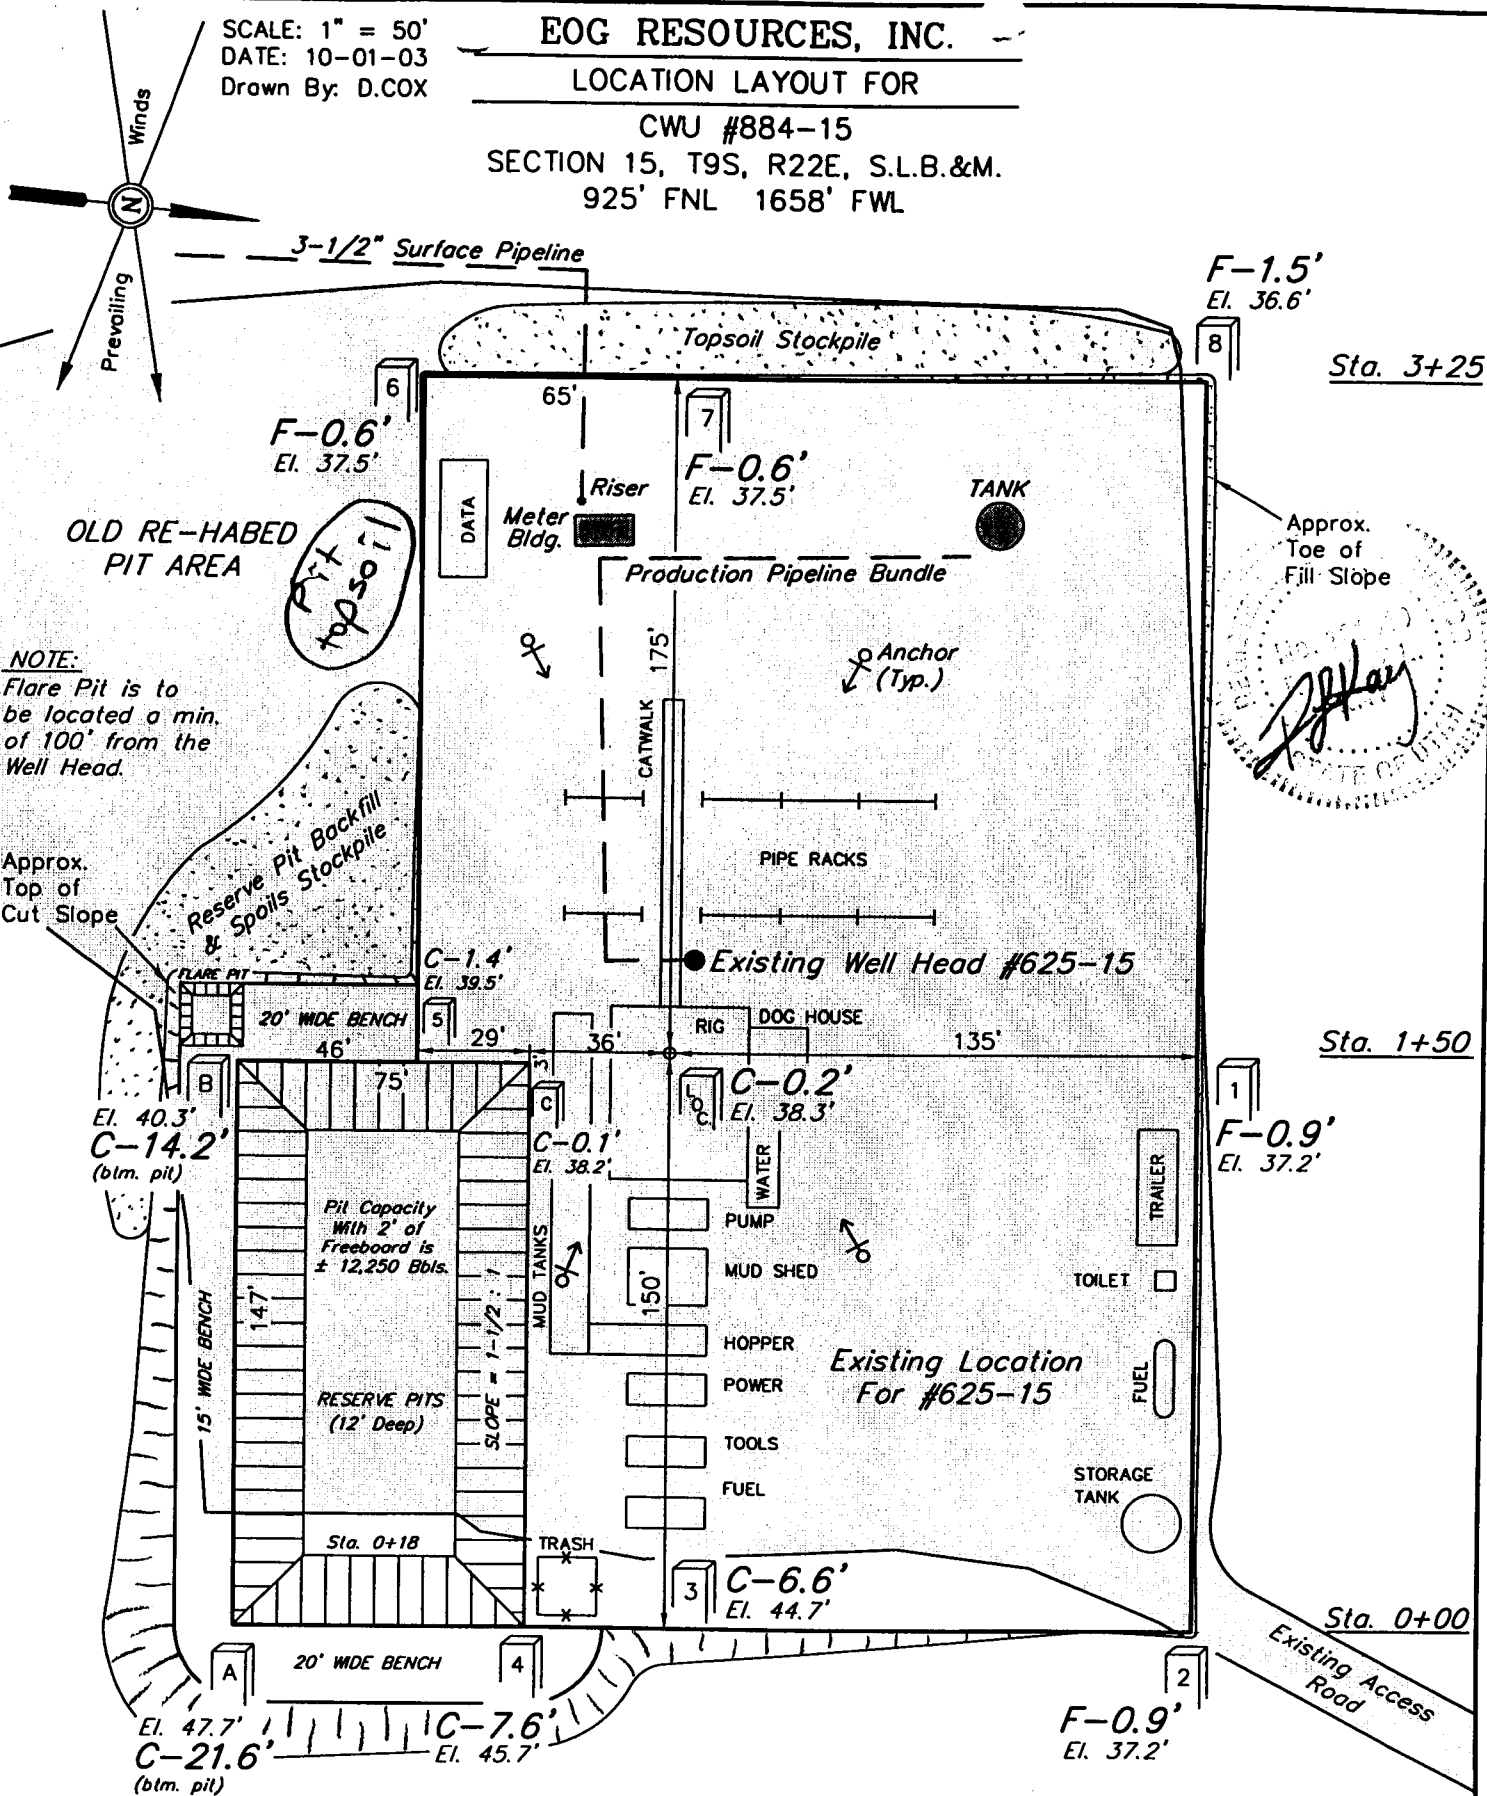 SCALE: 1" = 50'
DATE: 10-01-03
Drawn By: D.COX
EOG RESOURCES, INC.
LOCATION LAYOUT FOR
CWU #884-15
SECTION 15, T9S, R22E, S.L.B.&M.
925' FNL 1658' FWL
Winds
N
Prevailing
3-1/2" Surface Pipeline
F-1.5'
El. 36.6'
8
Topsoil Stockpile
Sta. 3+25
6
65'
7
F-0.6'
El. 37.5'
F-0.6'
El. 37.5'
DATA
Riser
Meter
Bldg.
TANK
OLD RE-HABED
PIT AREA
Pit
topsoil
Approx.
Toe of
Fill Slope
Production Pipeline Bundle
175'
Anchor
(Typ.)
NOTE:
Flare Pit is to
be located a min.
of 100' from the
Well Head.
STATE OF UTAH
CATWALK
Reserve Pit Backfill
& Spoils Stockpile
PIPE RACKS
Approx.
Top of
Cut Slope
C-1.4'
El. 39.5'
Existing Well Head #625-15
FLARE PIT
20' WIDE BENCH
5
RIG
DOG HOUSE
46'
29'
3'
36'
135'
Sta. 1+50
B
75'
C
LOC.
C-0.2'
El. 38.3'
1
El. 40.3'
C-14.2'
(btm. pit)
C-0.1'
El. 38.2'
F-0.9'
El. 37.2'
WATER
TRAILER
Pit Capacity
With 2' of
Freeboard is
± 12,250 Bbls.
PUMP
MUD TANKS
MUD SHED
TOILET
147'
150'
15' WIDE BENCH
SLOPE = 1-1/2 : 1
HOPPER
Existing Location
For #625-15
POWER
FUEL
RESERVE PITS
(12' Deep)
TOOLS
STORAGE
TANK
FUEL
Sta. 0+18
TRASH
3
C-6.6'
El. 44.7'
Sta. 0+00
A
20' WIDE BENCH
4
2
Existing Access
Road
El. 47.7'
C-21.6'
(btm. pit)
C-7.6'
El. 45.7'
F-0.9'
El. 37.2'